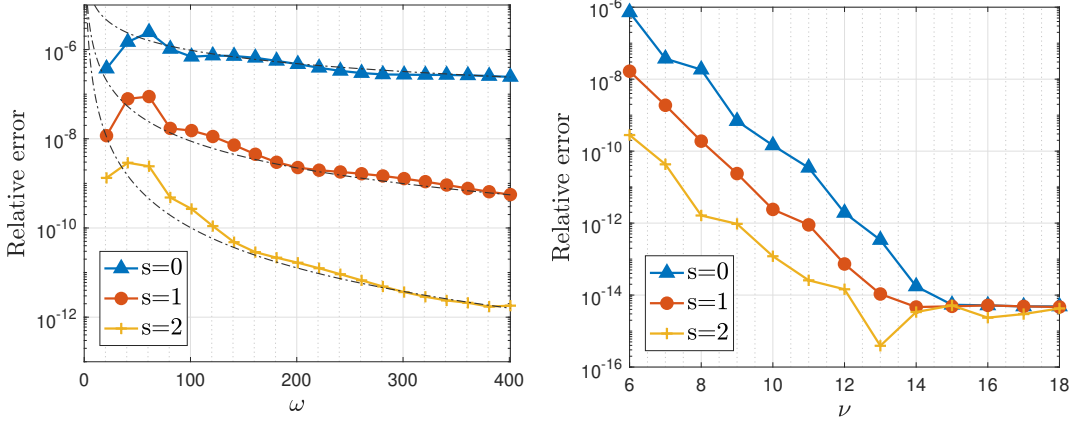 Relative error
10^-6
10^-8
10^-10
10^-12
0
100
200
300
400
ω
s=0
s=1
s=2
Relative error
10^-6
10^-8
10^-10
10^-12
10^-14
10^-16
6
8
10
12
14
16
18
ν
s=0
s=1
s=2